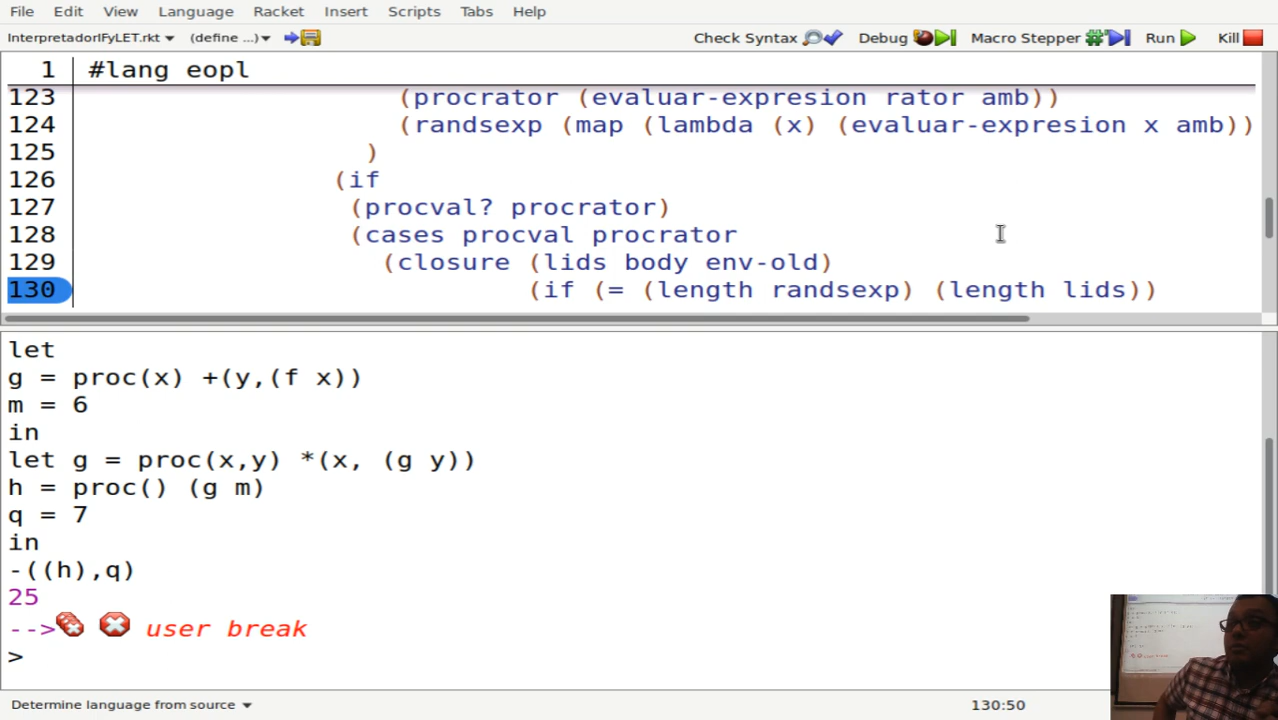 File Edit View Language Racket Insert Scripts Tabs Help
InterpretadorIFyLET.rkt (define ...) Check Syntax Debug Macro Stepper Run Kill
1 #lang eopl
123 (procrator (evaluar-expresion rator amb))
124 (randsexp (map (lambda (x) (evaluar-expresion x amb))
125 )
126 (if
127 (procval? procrator)
128 (cases procval procrator
129 (closure (lids body env-old)
130 (if (= (length randsexp) (length lids))
let
g = proc(x) +(y,(f x))
m = 6
in
let g = proc(x,y) *(x, (g y))
h = proc() (g m)
q = 7
in
-((h),q)
25
--> user break
>
Determine language from source 130:50